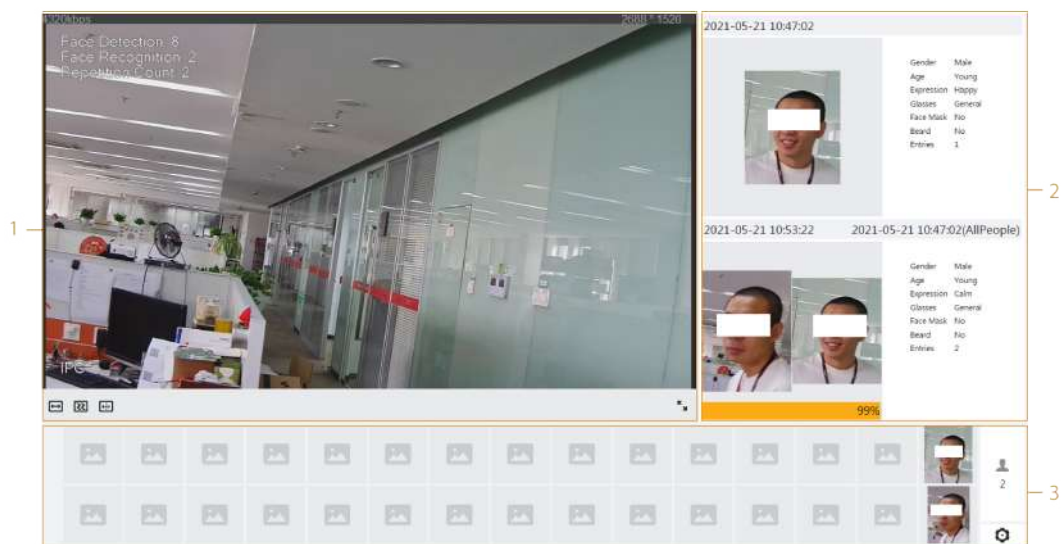 4320kbps 2688 * 1520
Face Detection 8
Face Recognition 2
Repetition Count 2
IPC
2021-05-21 10:47:02
Gender Male
Age Young
Expression Happy
Glasses General
Face Mask No
Beard No
Entries 1
2021-05-21 10:53:22 2021-05-21 10:47:02(AllPeople)
Gender Male
Age Young
Expression Calm
Glasses General
Face Mask No
Beard No
Entries 2
99%
2
1
2
3